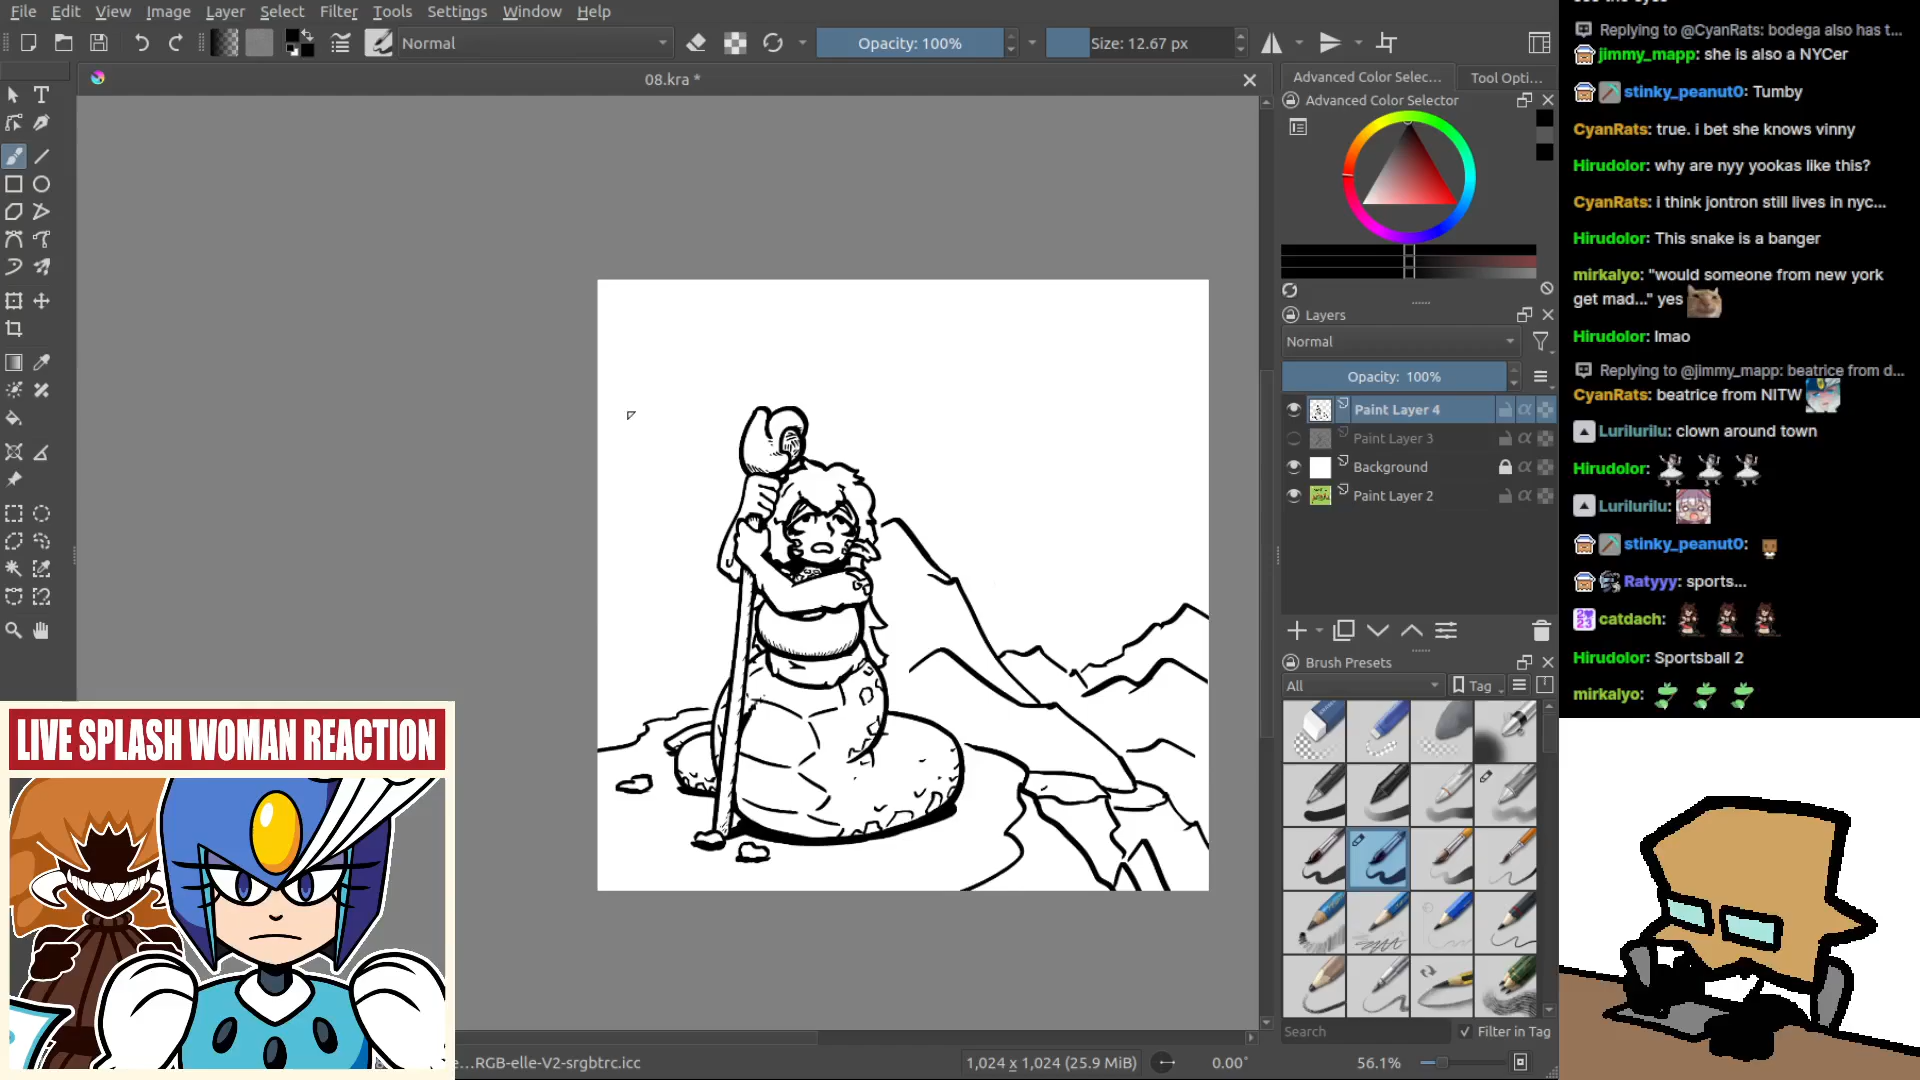 File Edit View Image Layer Select Filter Tools Settings Window Help
Normal
Opacity: 100%
Size: 12.67 px
08.kra *
Advanced Color Selec...
Tool Opti...
Advanced Color Selector
Layers
Normal
Opacity: 100%
Paint Layer 4
Paint Layer 3
Background
Paint Layer 2
Brush Presets
All
Tag
Search
Filter in Tag
...RGB-elle-V2-srgbtrc.icc
1,024 x 1,024 (25.9 MiB)
0.00°
56.1%
LIVE SPLASH WOMAN REACTION
Replying to @CyanRats: bodega also has t...
jimmy_mapp: she is also a NYCer
stinky_peanut0: Tumby
CyanRats: true. i bet she knows vinny
Hirudolor: why are nyy yookas like this?
CyanRats: i think jontron still lives in nyc...
Hirudolor: This snake is a banger
mirkalyo: "would someone from new york
get mad..." yes
Hirudolor: lmao
Replying to @jimmy_mapp: beatrice from d...
CyanRats: beatrice from NITW
Lurilurilu: clown around town
Hirudolor:
Lurilurilu:
stinky_peanut0:
Ratyyy: sports...
catdach:
Hirudolor: Sportsball 2
mirkalyo: